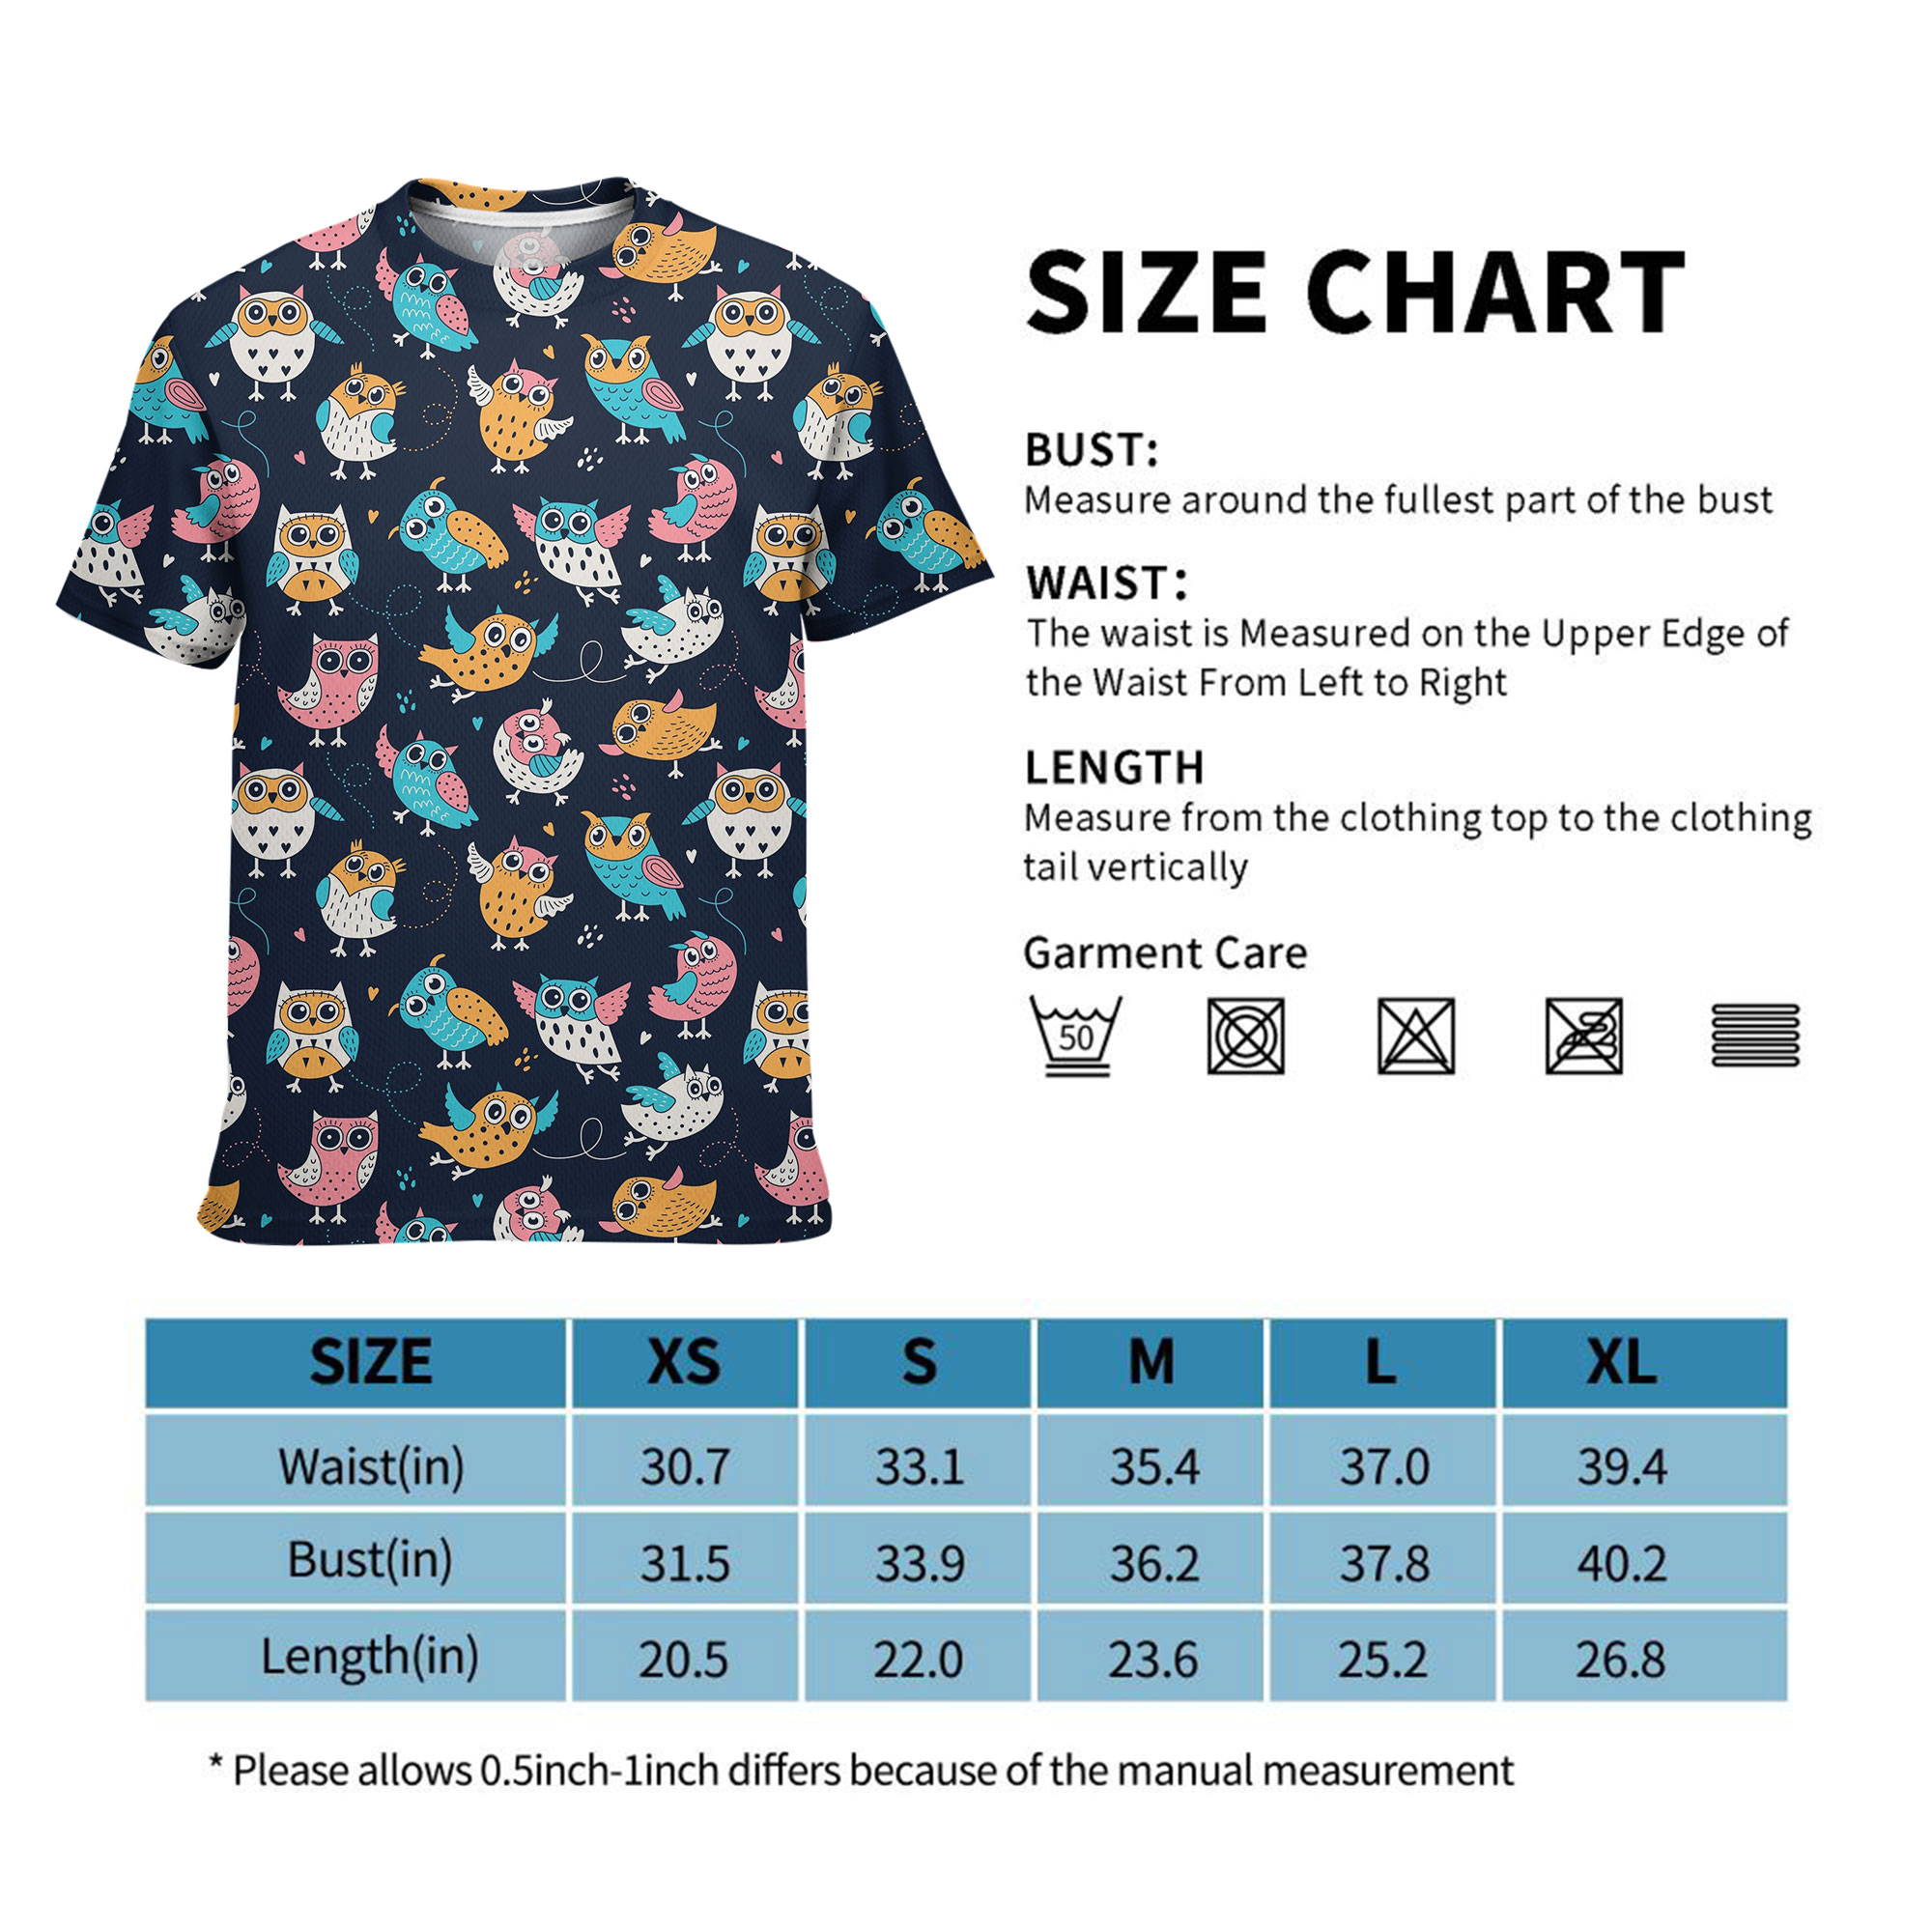 SIZE CHART
BUST:
Measure around the fullest part of the bust
WAIST:
The waist is Measured on the Upper Edge of
the Waist From Left to Right
LENGTH
Measure from the clothing top to the clothing
tail vertically
Garment Care
50
SIZE XS S M L XL
Waist(in) 30.7 33.1 35.4 37.0 39.4
Bust(in) 31.5 33.9 36.2 37.8 40.2
Length(in) 20.5 22.0 23.6 25.2 26.8
* Please allows 0.5inch-1inch differs because of the manual measurement